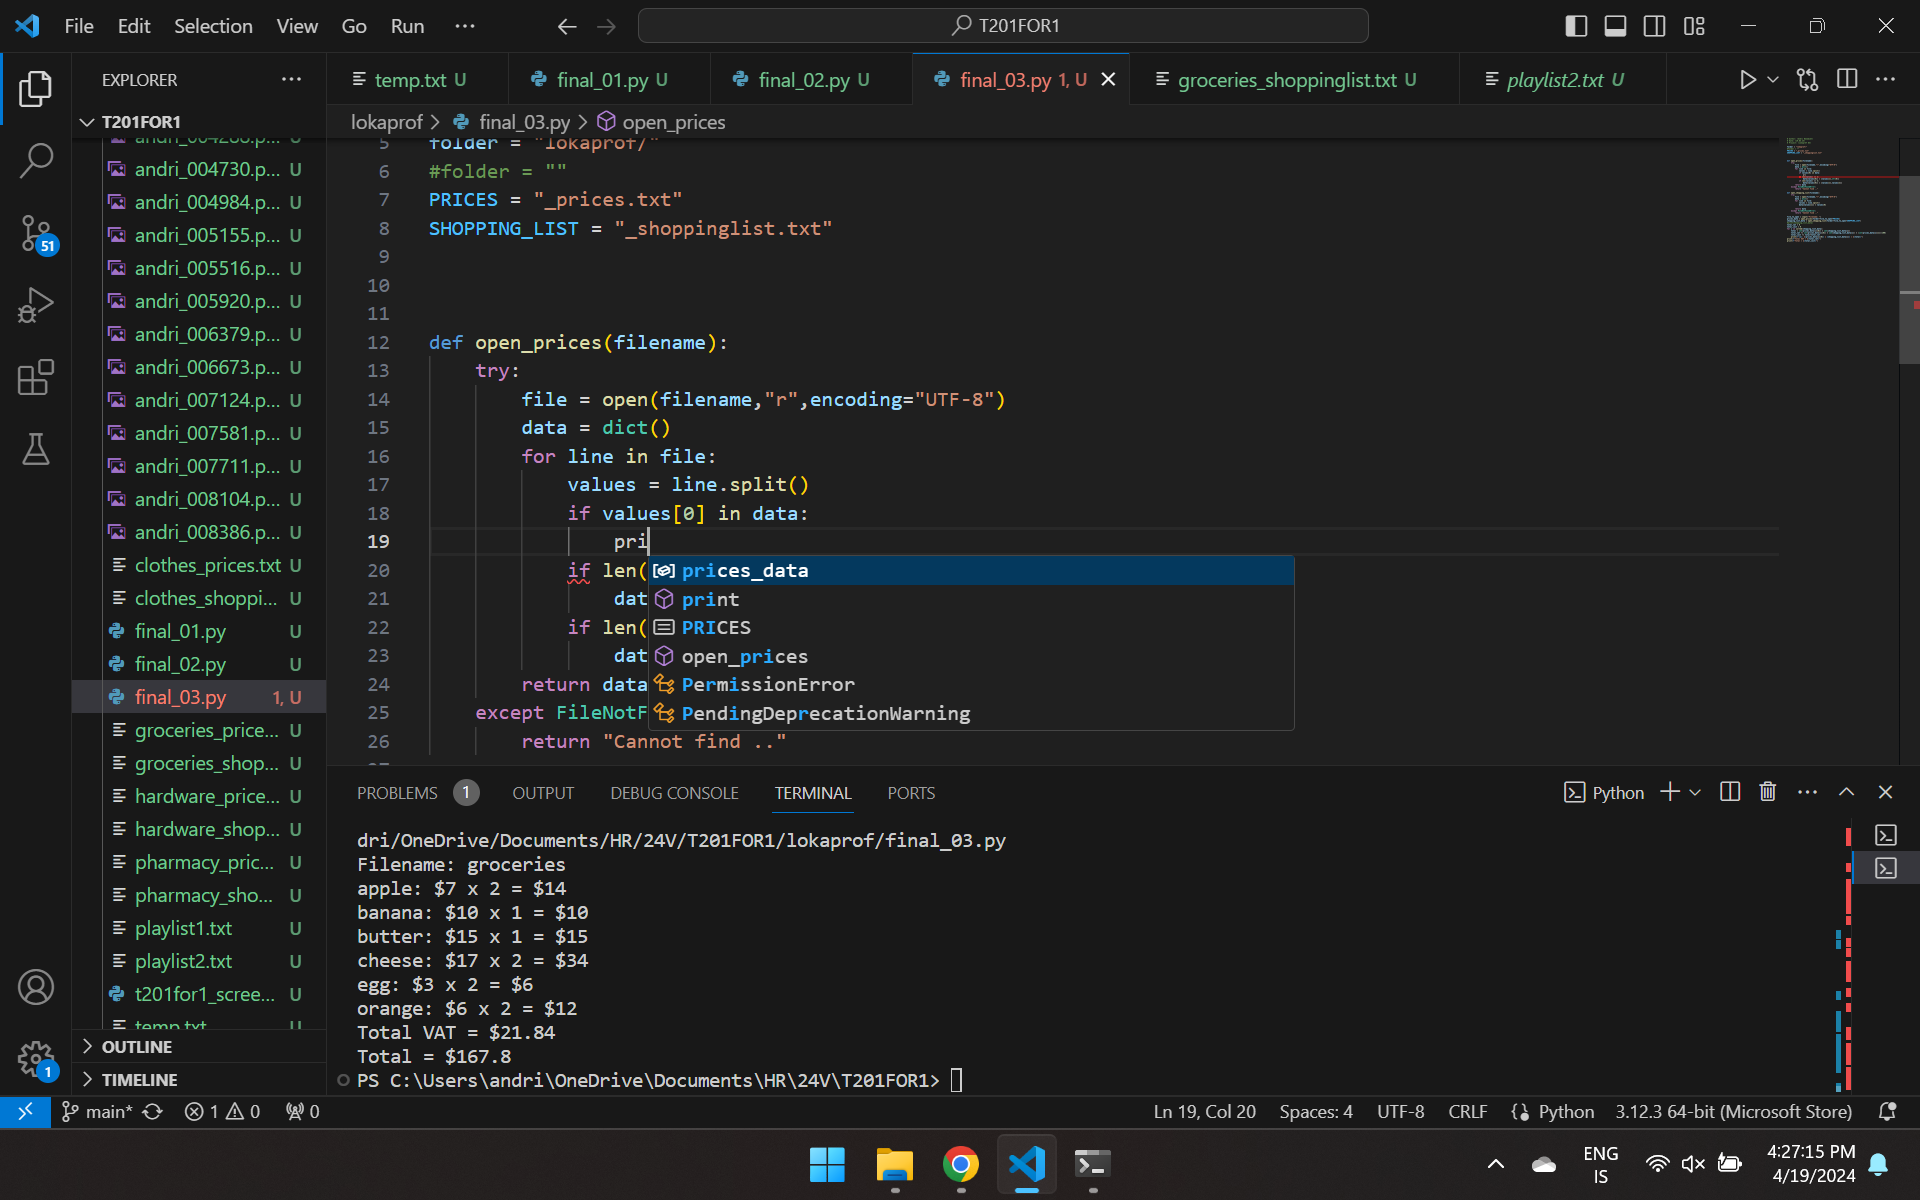 File Edit Selection View Go Run ···
T201FOR1
EXPLORER ···
temp.txt U
final_01.py U
final_02.py U
final_03.py 1, U
groceries_shoppinglist.txt U
playlist2.txt U
T201FOR1
lokaprof > final_03.py > open_prices
andri_004288.p... U
andri_004730.p... U
andri_004984.p... U
andri_005155.p... U
andri_005516.p... U
andri_005920.p... U
andri_006379.p... U
andri_006673.p... U
andri_007124.p... U
andri_007581.p... U
andri_007711.p... U
andri_008104.p... U
andri_008386.p... U
clothes_prices.txt U
clothes_shoppi... U
final_01.py U
final_02.py U
final_03.py 1, U
groceries_price... U
groceries_shop... U
hardware_price... U
hardware_shop... U
pharmacy_pric... U
pharmacy_sho... U
playlist1.txt U
playlist2.txt U
t201for1_scree... U
temp.txt U
OUTLINE
TIMELINE
51
1
5 folder = "lokaprof/"
6 #folder = ""
7 PRICES = "_prices.txt"
8 SHOPPING_LIST = "_shoppinglist.txt"
9
10
11
12 def open_prices(filename):
13 try:
14 file = open(filename,"r",encoding="UTF-8")
15 data = dict()
16 for line in file:
17 values = line.split()
18 if values[0] in data:
19 pri
20 if len(
21 dat
22 if len(
23 dat
24 return data
25 except FileNotF
26 return "Cannot find .."
prices_data
print
PRICES
open_prices
PermissionError
PendingDeprecationWarning
PROBLEMS 1 OUTPUT DEBUG CONSOLE TERMINAL PORTS
Python
dri/OneDrive/Documents/HR/24V/T201FOR1/lokaprof/final_03.py
Filename: groceries
apple: $7 x 2 = $14
banana: $10 x 1 = $10
butter: $15 x 1 = $15
cheese: $17 x 2 = $34
egg: $3 x 2 = $6
orange: $6 x 2 = $12
Total VAT = $21.84
Total = $167.8
PS C:\Users\andri\OneDrive\Documents\HR\24V\T201FOR1>
main* 1 0 0
Ln 19, Col 20 Spaces: 4 UTF-8 CRLF Python 3.12.3 64-bit (Microsoft Store)
ENG
IS
4:27:15 PM
4/19/2024